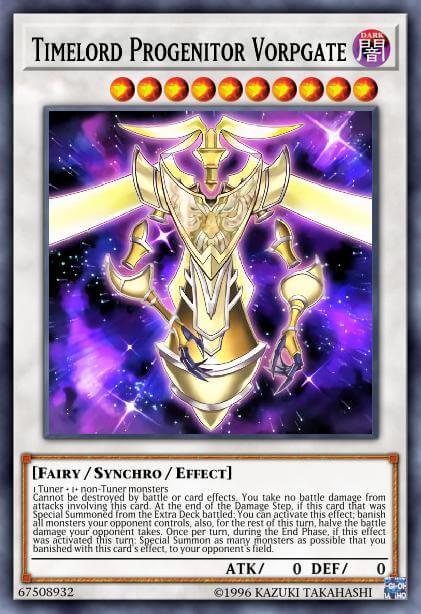 TIMELORD PROGENITOR VORPGATE
DARK
闇
[FAIRY / SYNCHRO / EFFECT]
1 Tuner + 1+ non-Tuner monsters
Cannot be destroyed by battle or card effects. You take no battle damage from
attacks involving this card. At the end of the Damage Step, if this card that was
Special Summoned from the Extra Deck battled: You can activate this effect; banish
all monsters your opponent controls, also, for the rest of this turn, halve the battle
damage your opponent takes. Once per turn, during the End Phase, if this effect
was activated this turn: Special Summon as many monsters as possible that you
banished with this card's effect, to your opponent's field.
ATK/ 0 DEF/ 0
67508932
©1996 KAZUKI TAKAHASHI